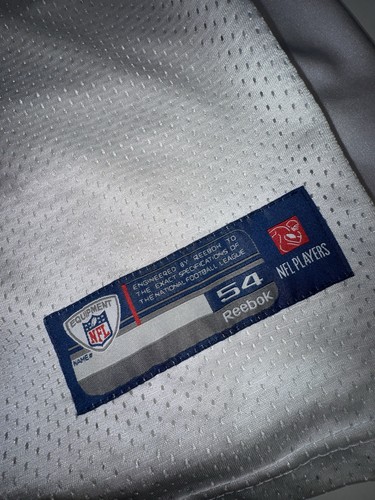 EQUIPMENT
NFL
NAME#
ENGINEERED BY REEBOK TO
THE EXACT SPECIFICATIONS OF
THE NATIONAL FOOTBALL LEAGUE
54
Reebok
NFL PLAYERS